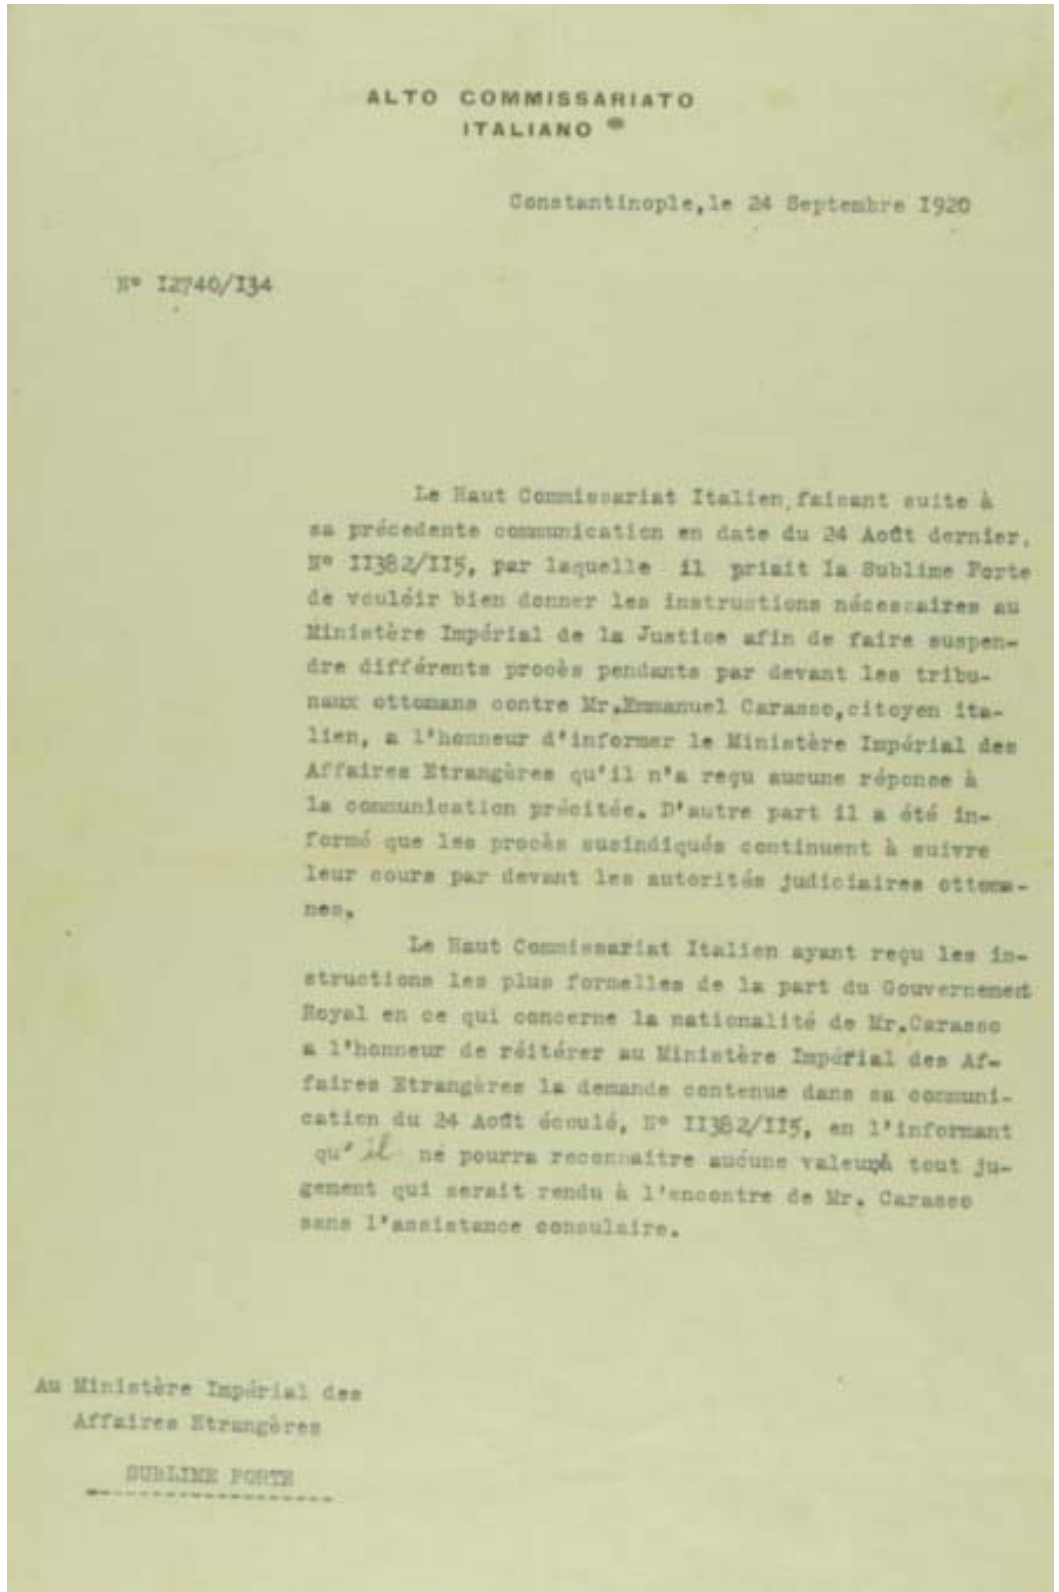 ALTO COMMISSARIATO
ITALIANO
Constantinople,le 24 Septembre 1920
N° I2740/I34
Le Haut Commissariat Italien,faisant suite à
sa précedente communication en date du 24 Août dernier,
N° II382/II5, par laquelle il priait la Sublime Porte
de vouloir bien donner les instructions nécessaires au
Ministère Impérial de la Justice afin de faire suspen-
dre différents procès pendants par devant les tribu-
naux ottomans contre Mr.Emmanuel Carasso,citoyen ita-
lien, a l'honneur d'informer le Ministère Impérial des
Affaires Etrangères qu'il n'a reçu aucune réponse à
la communication précitée. D'autre part il a été in-
formé que les procès susindiqués continuent à suivre
leur cours par devant les autorités judiciaires ottoma-
nes.
Le Haut Commissariat Italien ayant reçu les in-
structions les plus formelles de la part du Gouvernement
Royal en ce qui concerne la nationalité de Mr.Carasso
a l'honneur de réitérer au Ministère Impérial des Af-
faires Etrangères la demande contenue dans sa communi-
cation du 24 Août écoulé, N° II382/II5, en l'informant
qu'il ne pourra reconnaitre aucune valeur à tout ju-
gement qui serait rendu à l'encontre de Mr. Carasso
sans l'assistance consulaire.
Au Ministère Impérial des
Affaires Etrangères
SUBLIME PORTE